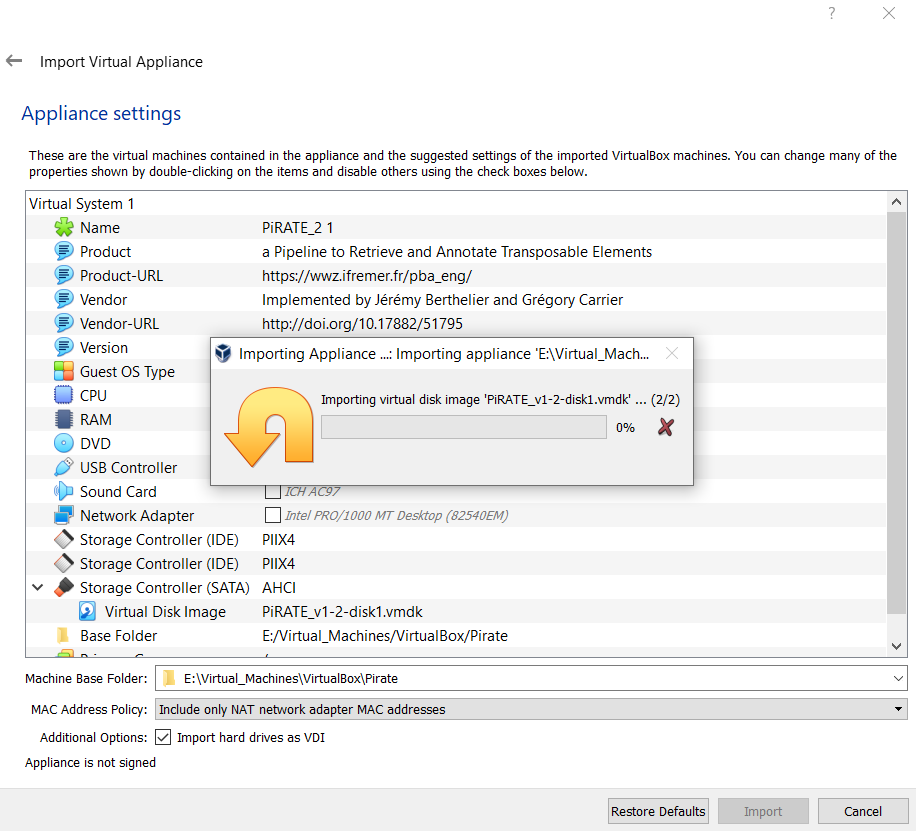 ?
Import Virtual Appliance
Appliance settings
These are the virtual machines contained in the appliance and the suggested settings of the imported VirtualBox machines. You can change many of the
properties shown by double-clicking on the items and disable others using the check boxes below.
Virtual System 1
Name PiRATE_2 1
Product a Pipeline to Retrieve and Annotate Transposable Elements
Product-URL https://wwz.ifremer.fr/pba_eng/
Vendor Implemented by Jérémy Berthelier and Grégory Carrier
Vendor-URL http://doi.org/10.17882/51795
Version
Guest OS Type
CPU
RAM
DVD
USB Controller
Importing Appliance ...: Importing appliance 'E:\Virtual_Mach...
Importing virtual disk image 'PiRATE_v1-2-disk1.vmdk' ... (2/2)
0%
Sound Card ICH AC97
Network Adapter Intel PRO/1000 MT Desktop (82540EM)
Storage Controller (IDE) PIIX4
Storage Controller (IDE) PIIX4
Storage Controller (SATA) AHCI
Virtual Disk Image PiRATE_v1-2-disk1.vmdk
Base Folder E:/Virtual_Machines/VirtualBox/Pirate
Machine Base Folder: E:\Virtual_Machines\VirtualBox\Pirate
MAC Address Policy: Include only NAT network adapter MAC addresses
Additional Options: Import hard drives as VDI
Appliance is not signed
Restore Defaults Import Cancel